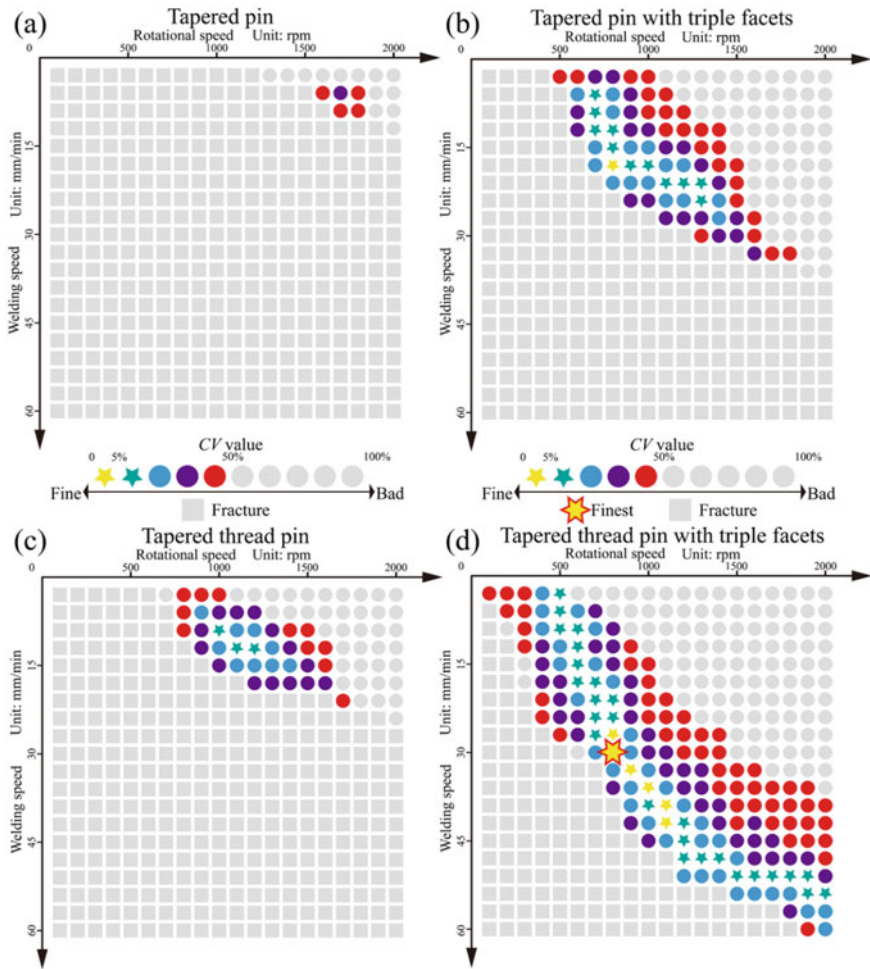 (a)
Tapered pin
Rotational speed Unit: rpm
0 500 1000 1500 2000
Unit: mm/min
Welding speed
15
30
45
60
CV value
0 5% 50% 100%
Fine Bad
Fracture
(b)
Tapered pin with triple facets
Rotational speed Unit: rpm
0 500 1000 1500 2000
Unit: mm/min
Welding speed
15
30
45
60
CV value
0 5% 50% 100%
Fine Bad
Finest Fracture
(c)
Tapered thread pin
Rotational speed Unit: rpm
0 500 1000 1500 2000
Unit: mm/min
Welding speed
15
30
45
60
(d)
Tapered thread pin with triple facets
Rotational speed Unit: rpm
0 500 1000 1500 2000
Unit: mm/min
Welding speed
15
30
45
60